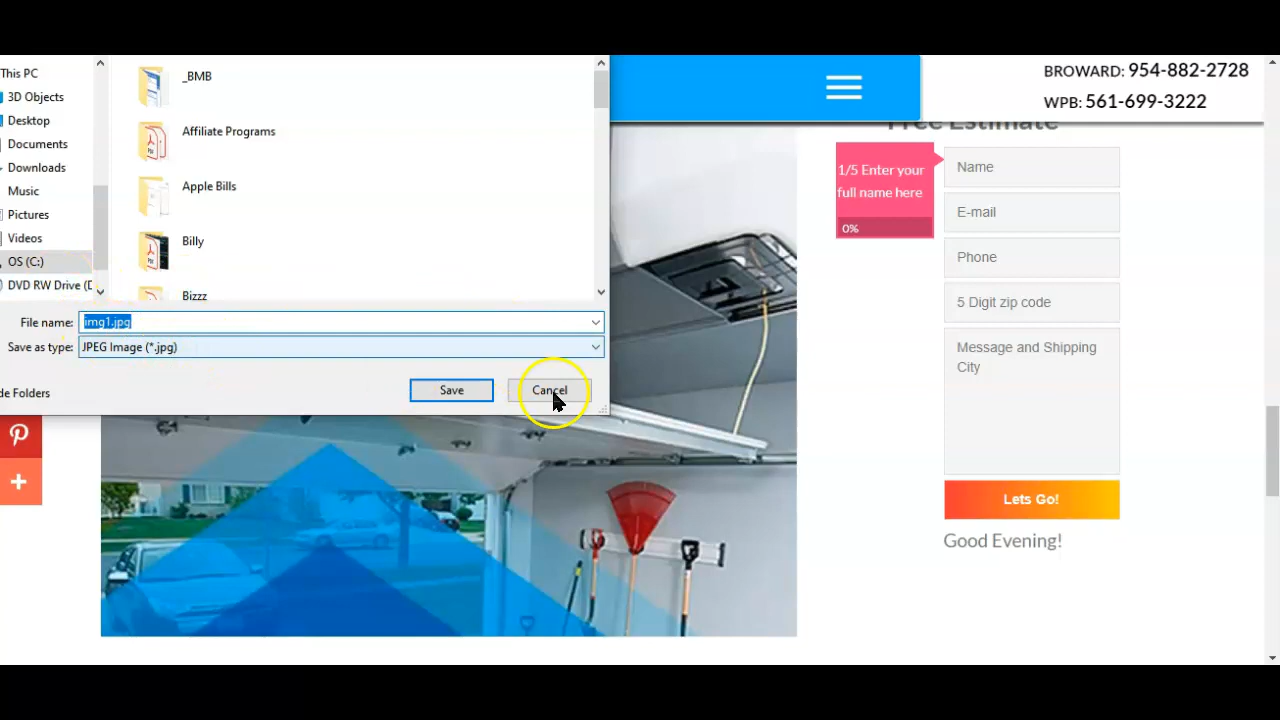 This PC
3D Objects
Desktop
Documents
Downloads
Music
Pictures
Videos
OS (C:)
DVD RW Drive (D
_BMB
Affiliate Programs
Apple Bills
Billy
Bizzz
File name: img1.jpg
Save as type: JPEG Image (*.jpg)
de Folders
Save
Cancel
BROWARD: 954-882-2728
WPB: 561-699-3222
Free Estimate
1/5 Enter your
full name here
0%
Name
E-mail
Phone
5 Digit zip code
Message and Shipping
City
Lets Go!
Good Evening!